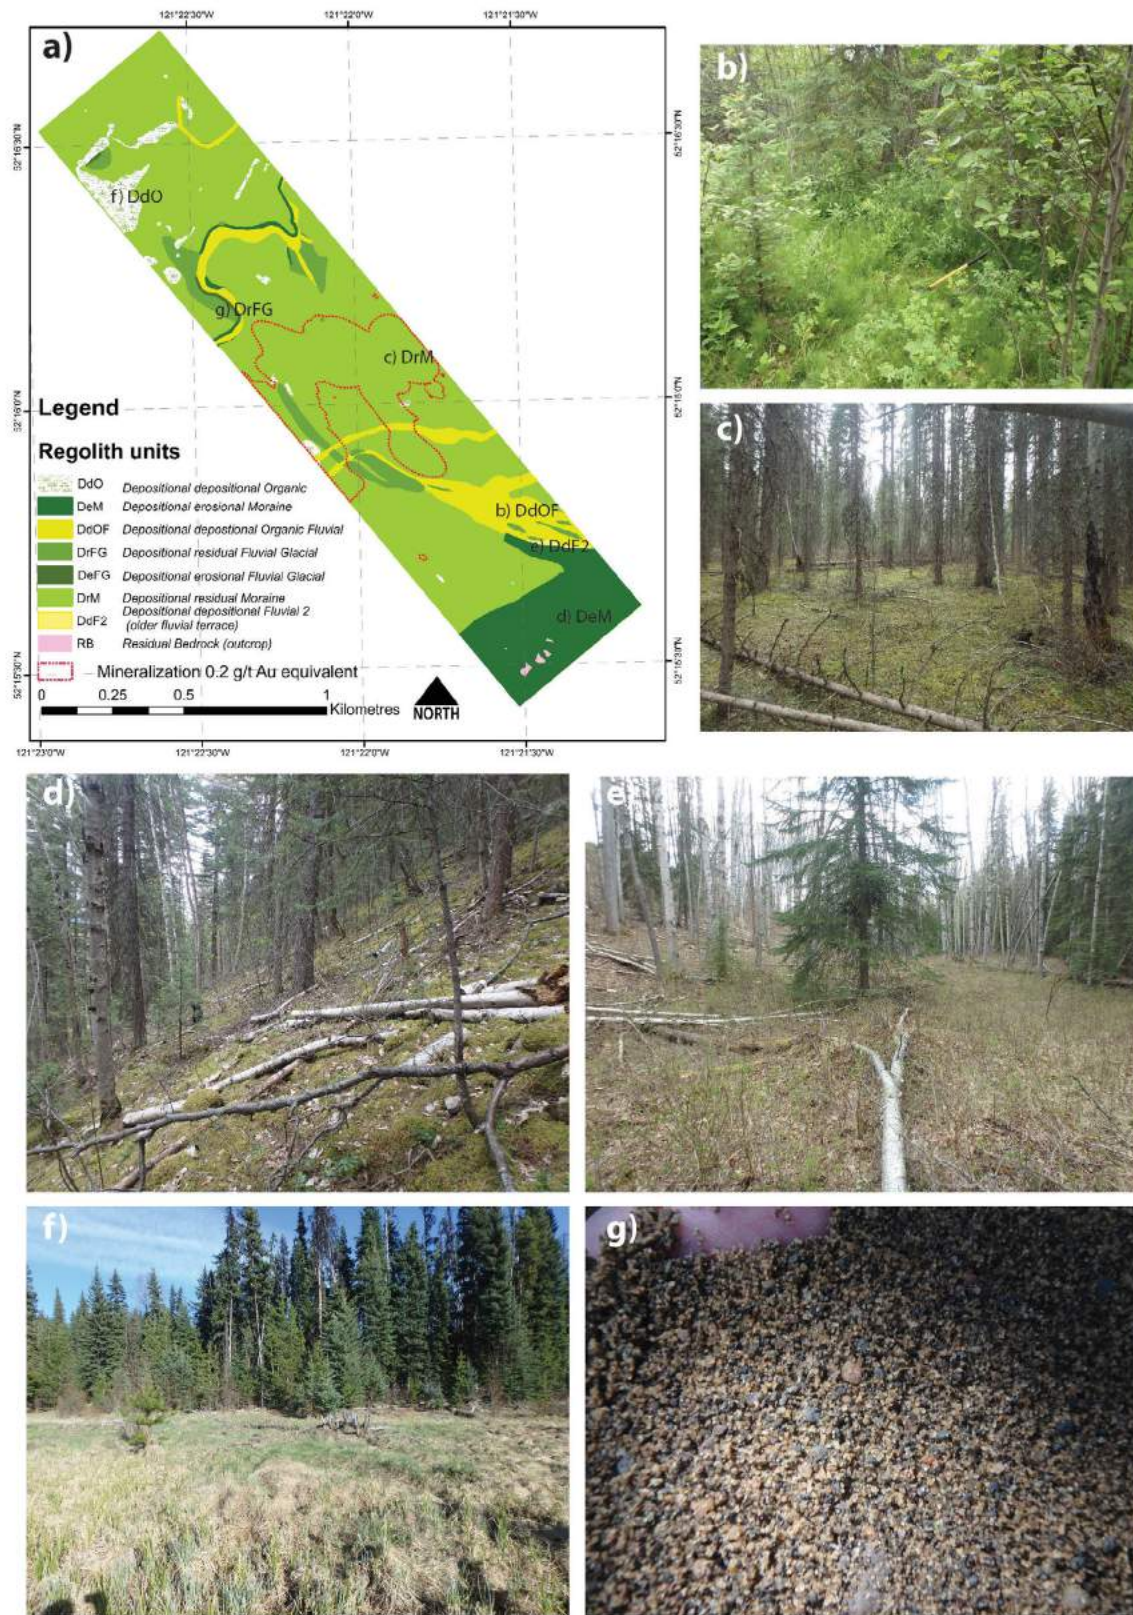 121°22'30"W
121°22'0"W
121°21'30"W
a)
52°16'30"N
52°16'30"N
f) DdO
g) DrFG
c) DrM
52°16'0"N
52°16'0"N
Legend
Regolith units
DdO Depositional depositional Organic
DeM Depositional erosional Moraine
DdOF Depositional depostional Organic Fluvial
DrFG Depositional residual Fluvial Glacial
DeFG Depositional erosional Fluvial Glacial
DrM Depositional residual Moraine
DdF2 Depositional depositional Fluvial 2
(older fluvial terrace)
RB Residual Bedrock (outcrop)
Mineralization 0.2 g/t Au equivalent
b) DdOF
e) DdF2
d) DeM
52°15'30"N
52°15'30"N
0 0.25 0.5 1
Kilometres
NORTH
121°23'0"W
121°22'30"W
121°22'0"W
121°21'30"W
b)
c)
d)
e)
f)
g)